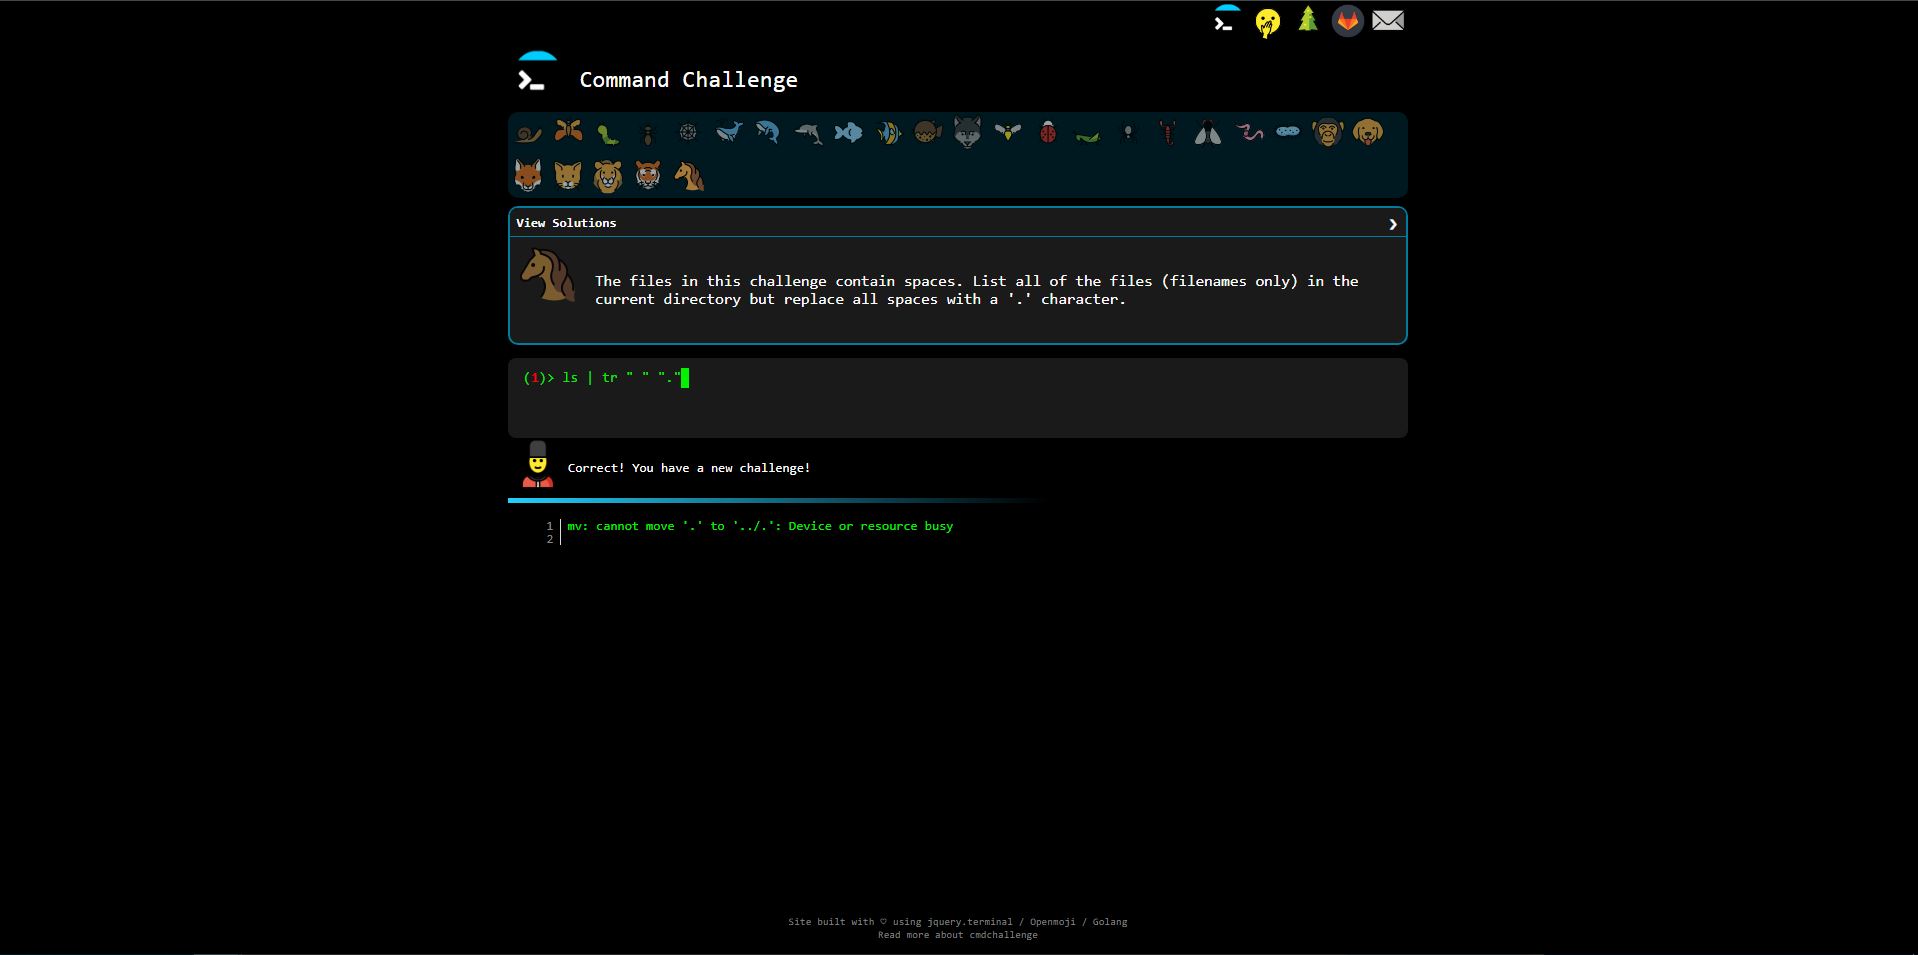 Command Challenge
View Solutions
The files in this challenge contain spaces. List all of the files (filenames only) in the
current directory but replace all spaces with a '.' character.
(1)> ls | tr " " "."
Correct! You have a new challenge!
1 mv: cannot move '.' to '../.': Device or resource busy
2
Site built with ♡ using jquery.terminal / Openmoji / Golang
Read more about cmdchallenge